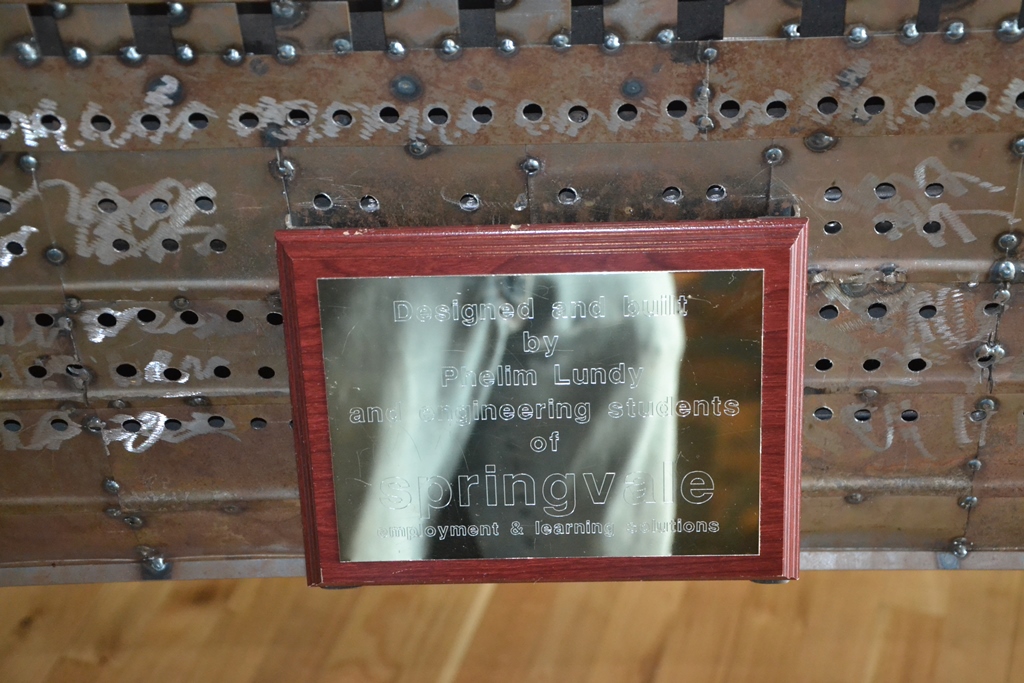 Designed and built
by
Phelim Lundy
and engineering students
of
springvale
employment & learning solutions